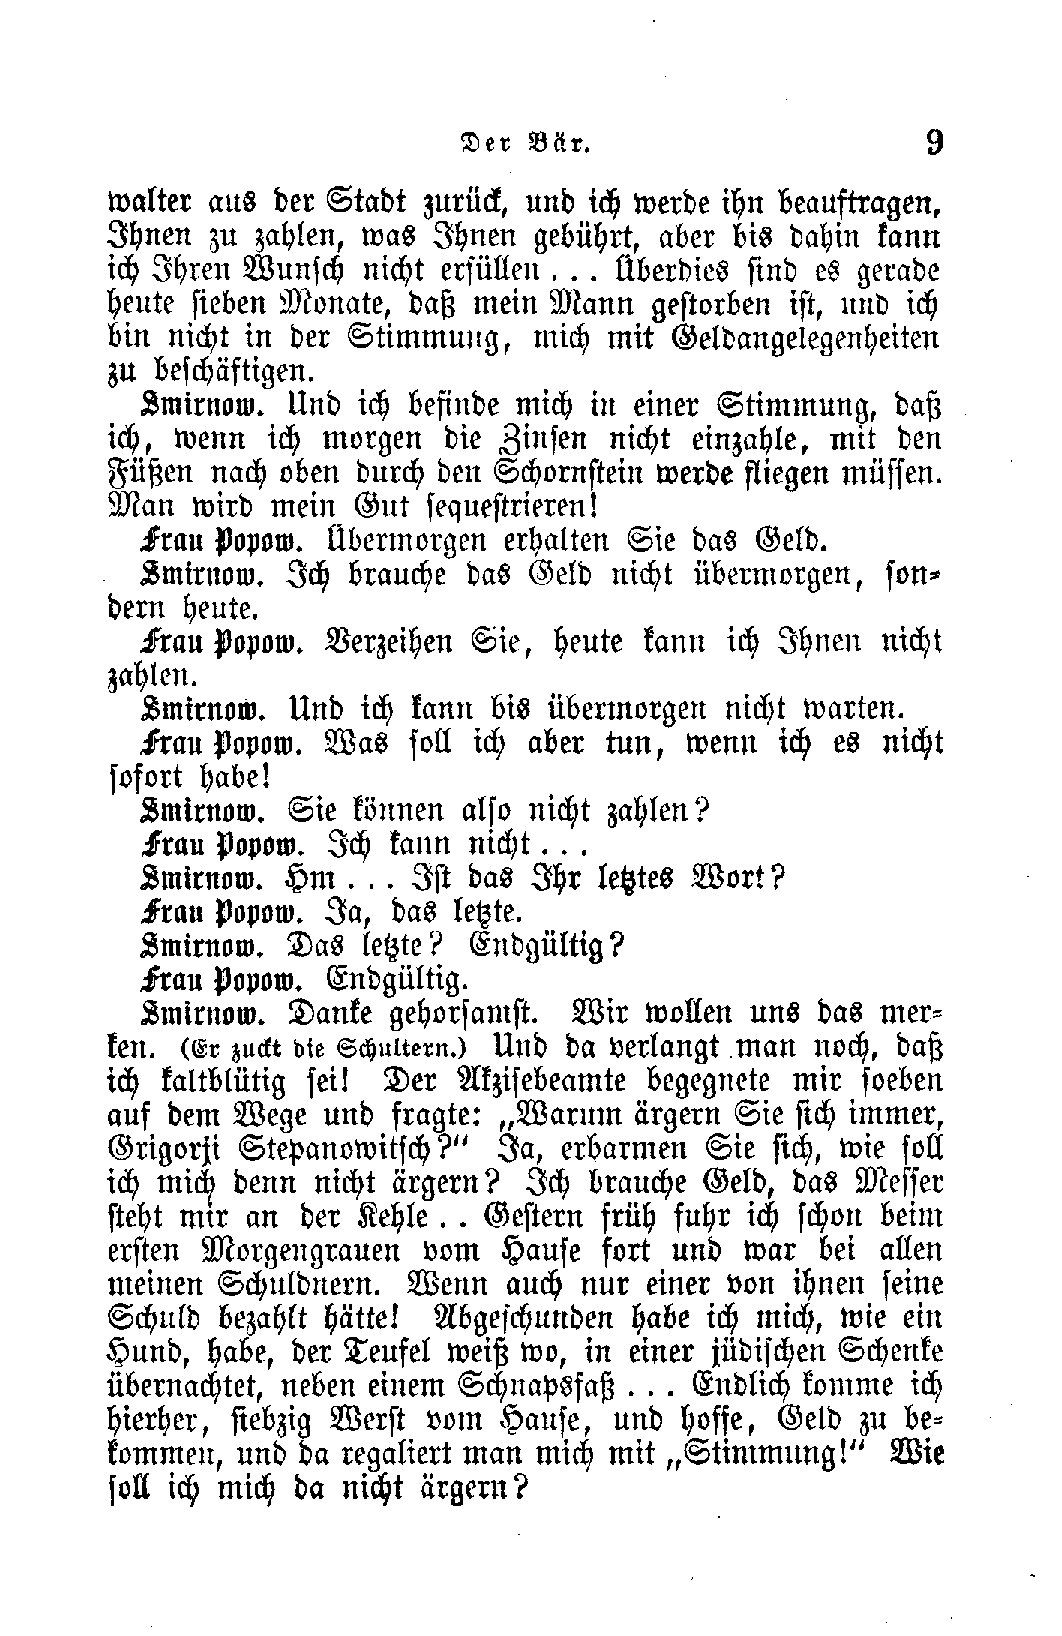 Der Bär. 9
walter aus der Stadt zurück, und ich werde ihn beauftragen,
Ihnen zu zahlen, was Ihnen gebührt, aber bis dahin kann
ich Ihren Wunsch nicht erfüllen . . . Überdies sind es gerade
heute sieben Monate, daß mein Mann gestorben ist, und ich
bin nicht in der Stimmung, mich mit Geldangelegenheiten
zu beschäftigen.
Smirnow. Und ich befinde mich in einer Stimmung, daß
ich, wenn ich morgen die Zinsen nicht einzahle, mit den
Füßen nach oben durch den Schornstein werde fliegen müssen.
Man wird mein Gut sequestrieren!
Frau Popow. Übermorgen erhalten Sie das Geld.
Smirnow. Ich brauche das Geld nicht übermorgen, son-
dern heute.
Frau Popow. Verzeihen Sie, heute kann ich Ihnen nicht
zahlen.
Smirnow. Und ich kann bis übermorgen nicht warten.
Frau Popow. Was soll ich aber tun, wenn ich es nicht
sofort habe!
Smirnow. Sie können also nicht zahlen?
Frau Popow. Ich kann nicht . . .
Smirnow. Hm . . . Ist das Ihr letztes Wort?
Frau Popow. Ja, das letzte.
Smirnow. Das letzte? Endgültig?
Frau Popow. Endgültig.
Smirnow. Danke gehorsamst. Wir wollen uns das mer-
ken. (Er zuckt die Schultern.) Und da verlangt man noch, daß
ich kaltblütig sei! Der Akzisebeamte begegnete mir soeben
auf dem Wege und fragte: „Warum ärgern Sie sich immer,
Grigorji Stepanowitsch?“ Ja, erbarmen Sie sich, wie soll
ich mich denn nicht ärgern? Ich brauche Geld, das Messer
steht mir an der Kehle . . Gestern früh fuhr ich schon beim
ersten Morgengrauen vom Hause fort und war bei allen
meinen Schuldnern. Wenn auch nur einer von ihnen seine
Schuld bezahlt hätte! Abgeschunden habe ich mich, wie ein
Hund, habe, der Teufel weiß wo, in einer jüdischen Schenke
übernachtet, neben einem Schnapsfaß . . . Endlich komme ich
hierher, siebzig Werst vom Hause, und hoffe, Geld zu be-
kommen, und da regaliert man mich mit „Stimmung!“ Wie
soll ich mich da nicht ärgern?